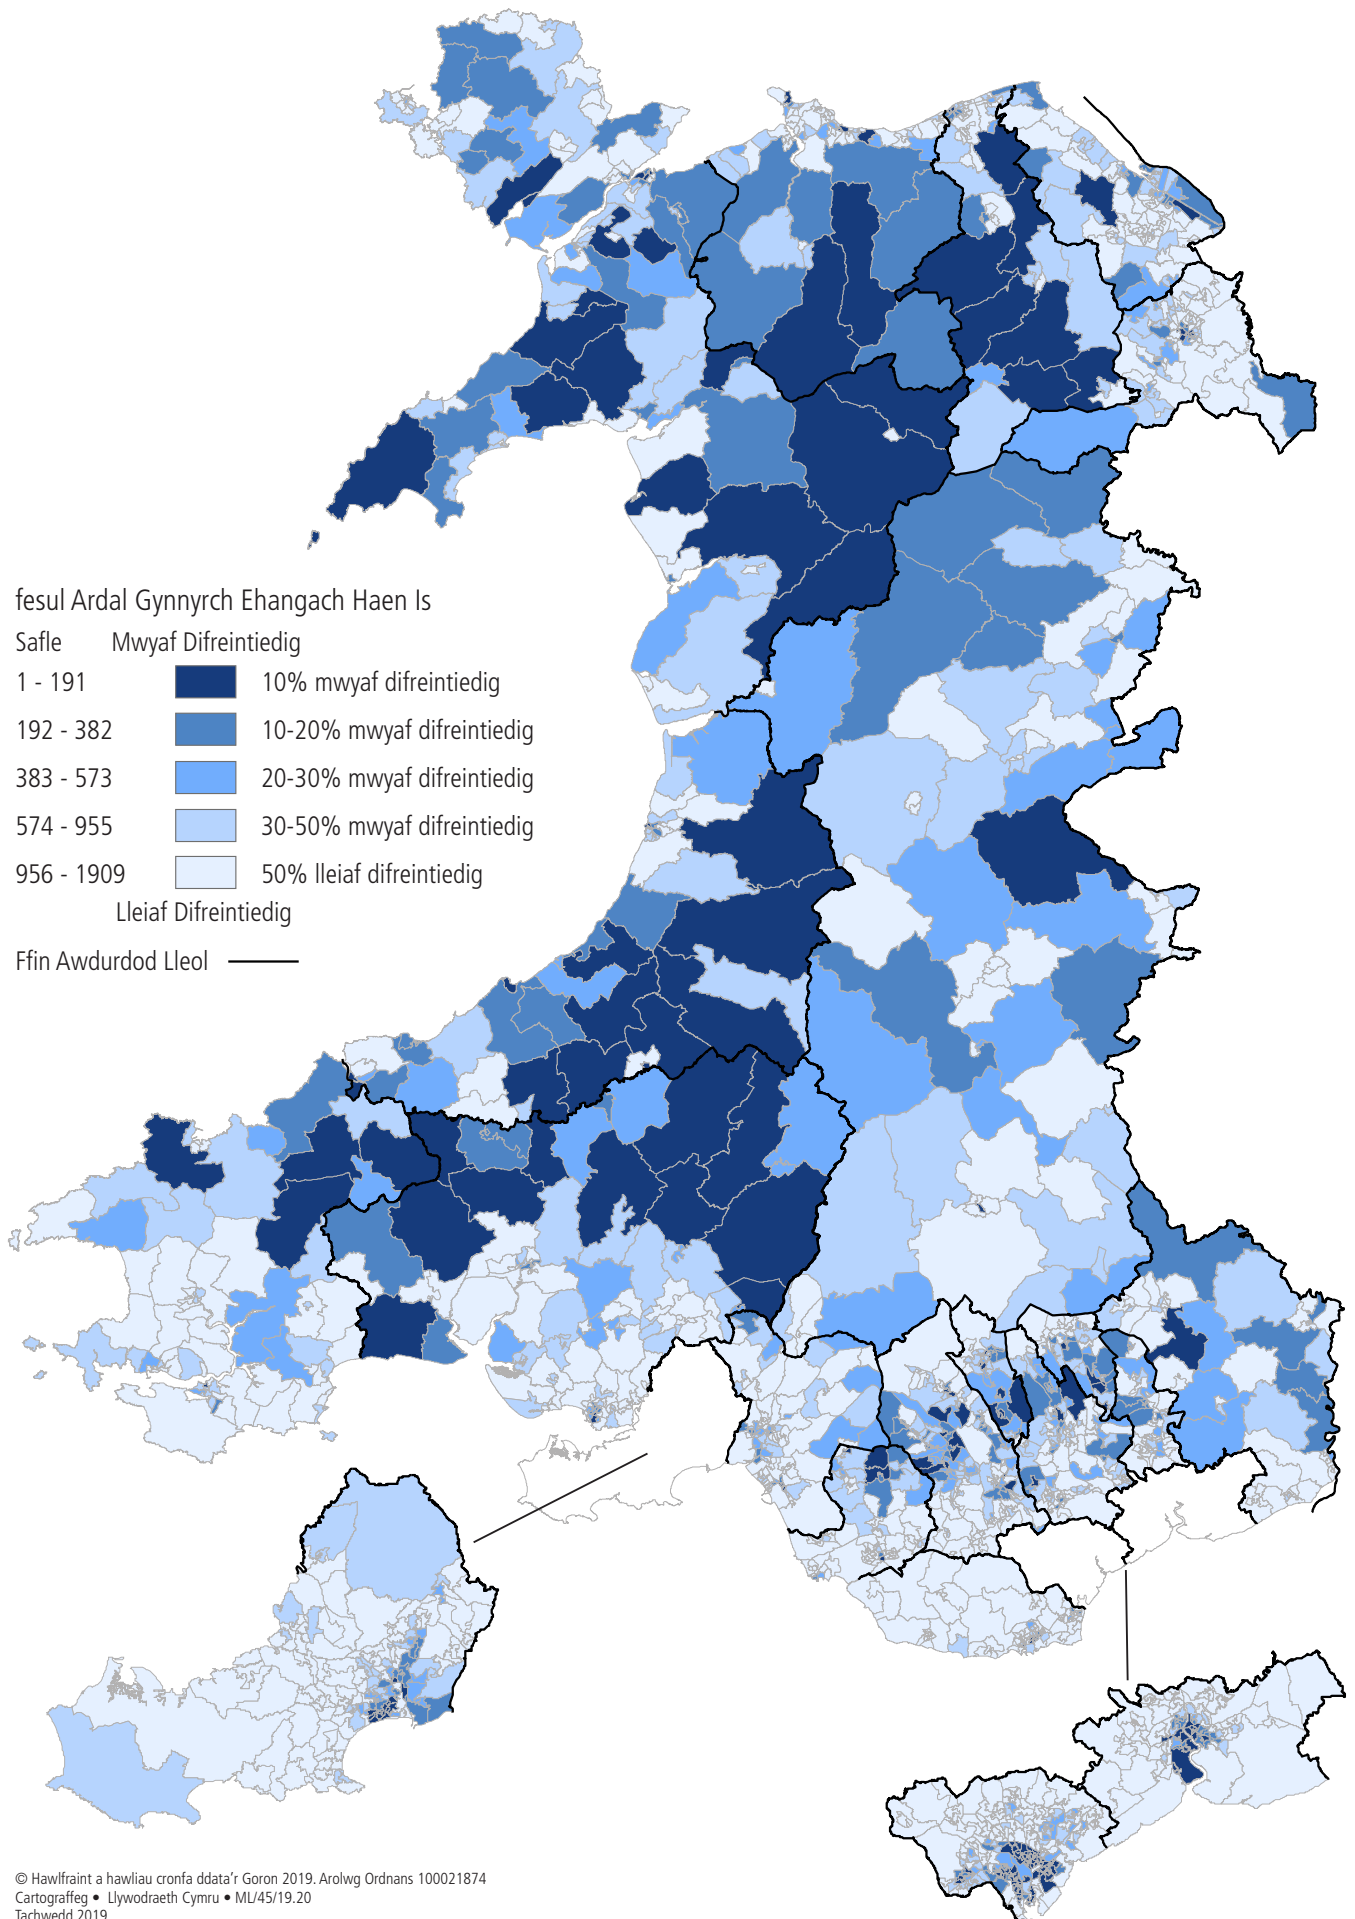 fesul Ardal Gynnyrch Ehangach Haen Is
Safle Mwyaf Difreintiedig
1 - 191 10% mwyaf difreintiedig
192 - 382 10-20% mwyaf difreintiedig
383 - 573 20-30% mwyaf difreintiedig
574 - 955 30-50% mwyaf difreintiedig
956 - 1909 50% lleiaf difreintiedig
Lleiaf Difreintiedig
Ffin Awdurdod Lleol
© Hawlfraint a hawliau cronfa ddata'r Goron 2019. Arolwg Ordnans 100021874
Cartograffeg • Llywodraeth Cymru • ML/45/19.20
Tachwedd 2019